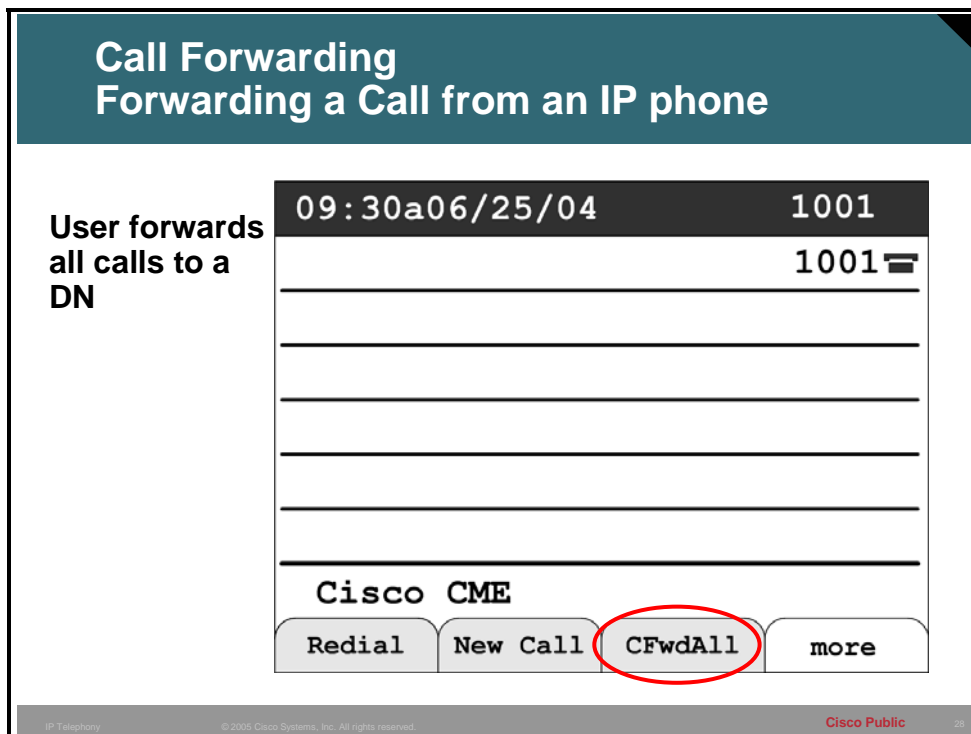 Call Forwarding
Forwarding a Call from an IP phone
User forwards
all calls to a
DN
09:30a06/25/04 1001
1001
Cisco CME
Redial New Call CFwdAll more
IP Telephony © 2005 Cisco Systems, Inc. All rights reserved. Cisco Public 28